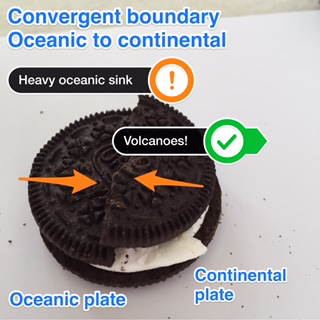 Convergent boundary
Oceanic to continental
Heavy oceanic sink
Volcanoes!
Continental
plate
Oceanic plate